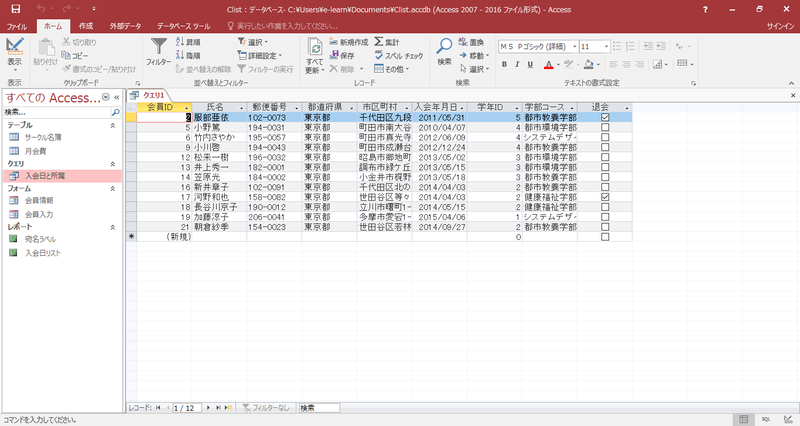 Clist : データベース- C:¥Users¥e-learn¥Documents¥Clist.accdb (Access 2007 - 2016 ファイル形式) - Access
サインイン
ファイル ホーム 作成 外部データ データベース ツール 実行したい作業を入力してください。
表示 貼り付け 切り取り コピー 書式のコピー/貼り付け
フィルター 昇順 降順 並べ替えの解除 選択 詳細設定 フィルターの実行
すべて更新 新規作成 保存 削除 集計 スペル チェック その他
検索 置換 移動 選択
MS Pゴシック (詳細) 11
B I U
表示 クリップボード 並べ替えとフィルター レコード 検索 テキストの書式設定
すべての Access...
検索...
テーブル
サークル名簿
月会費
クエリ
入会日と所属
フォーム
会員情報
会員入力
レポート
宛名ラベル
入会日リスト
クエリ1
会員ID 氏名 郵便番号 都道府県 市区町村 入会年月日 学年ID 学部コース 退会
2 服部亜依 102-0073 東京都 千代田区九段 2011/05/31 5 都市教養学部
5 小野篤 194-0031 東京都 町田市南大谷 2010/04/07 4 都市環境学部
6 竹内さやか 195-0057 東京都 町田市真光寺 2012/06/09 4 システムデザ
9 小川啓 194-0043 東京都 町田市成瀬台 2012/12/24 4 都市環境学部
12 松来一樹 196-0032 東京都 昭島市郷地町 2013/05/02 3 都市環境学部
13 井上秀一 182-0001 東京都 調布市緑ケ丘 2013/05/15 3 都市環境学部
14 笠原光 184-0002 東京都 小金井市梶野 2013/05/18 3 都市環境学部
16 新井章子 102-0091 東京都 千代田区北の 2014/04/03 2 都市教養学部
17 河野和也 158-0082 東京都 世田谷区等々 2014/04/03 2 健康福祉学部
18 長谷川京子 190-0012 東京都 立川市曙町1- 2014/05/15 2 健康福祉学部
19 加藤涼子 206-0041 東京都 多摩市愛宕1- 2015/04/06 1 システムデザ
21 朝倉紗季 154-0023 東京都 世田谷区若林 2014/09/27 2 都市教養学部
(新規) 0
レコード: 1 / 12 フィルターなし 検索
コマンドを入力してください。
SQL